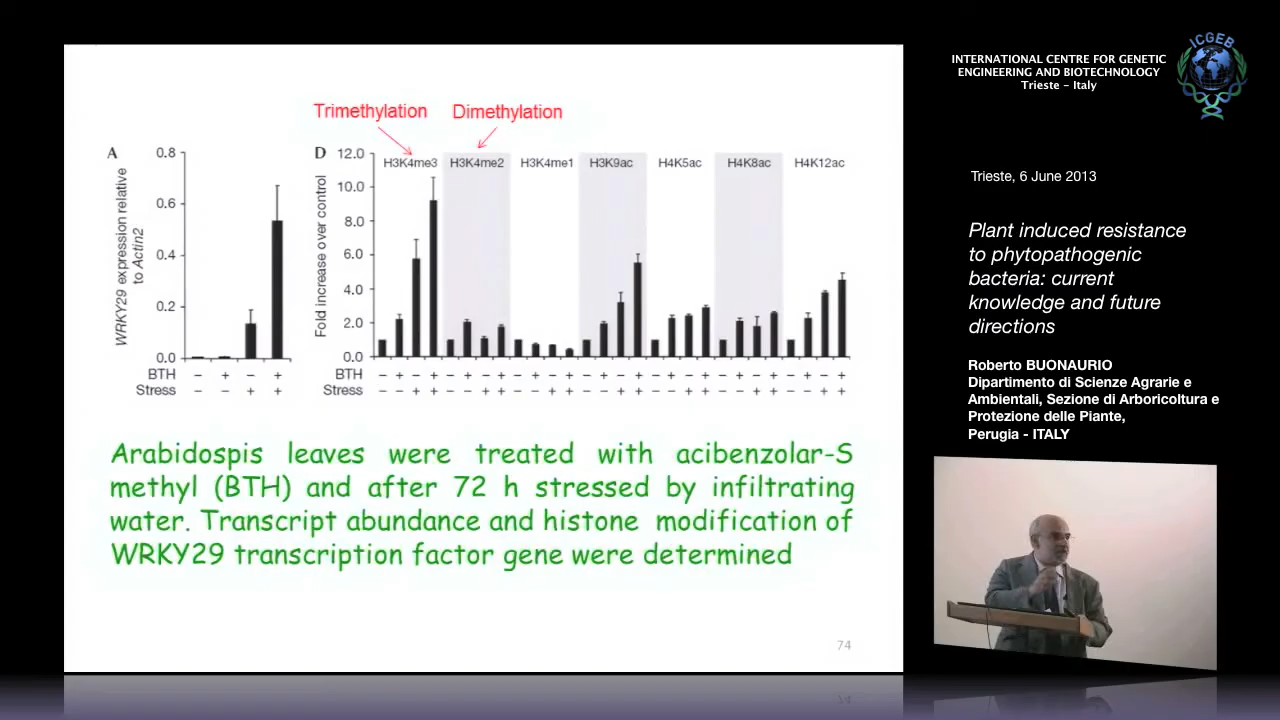 Trimethylation Dimethylation
A
0.8
0.6
0.4
0.2
0.0
WRKY29 expression relative
to Actin2
BTH − + − +
Stress − − + +
D
12.0
10.0
8.0
6.0
4.0
2.0
0.0
Fold increase over control
H3K4me3 H3K4me2 H3K4me1 H3K9ac H4K5ac H4K8ac H4K12ac
BTH − + − + − + − + − + − + − + − + − + − + − + − + − + − +
Stress − − + + − − + + − − + + − − + + − − + + − − + + − − + +
Arabidospis leaves were treated with acibenzolar-S
methyl (BTH) and after 72 h stressed by infiltrating
water. Transcript abundance and histone modification of
WRKY29 transcription factor gene were determined
74
INTERNATIONAL CENTRE FOR GENETIC
ENGINEERING AND BIOTECHNOLOGY
Trieste - Italy
ICGEB
Trieste, 6 June 2013
Plant induced resistance
to phytopathogenic
bacteria: current
knowledge and future
directions
Roberto BUONAURIO
Dipartimento di Scienze Agrarie e
Ambientali, Sezione di Arboricoltura e
Protezione delle Piante,
Perugia - ITALY